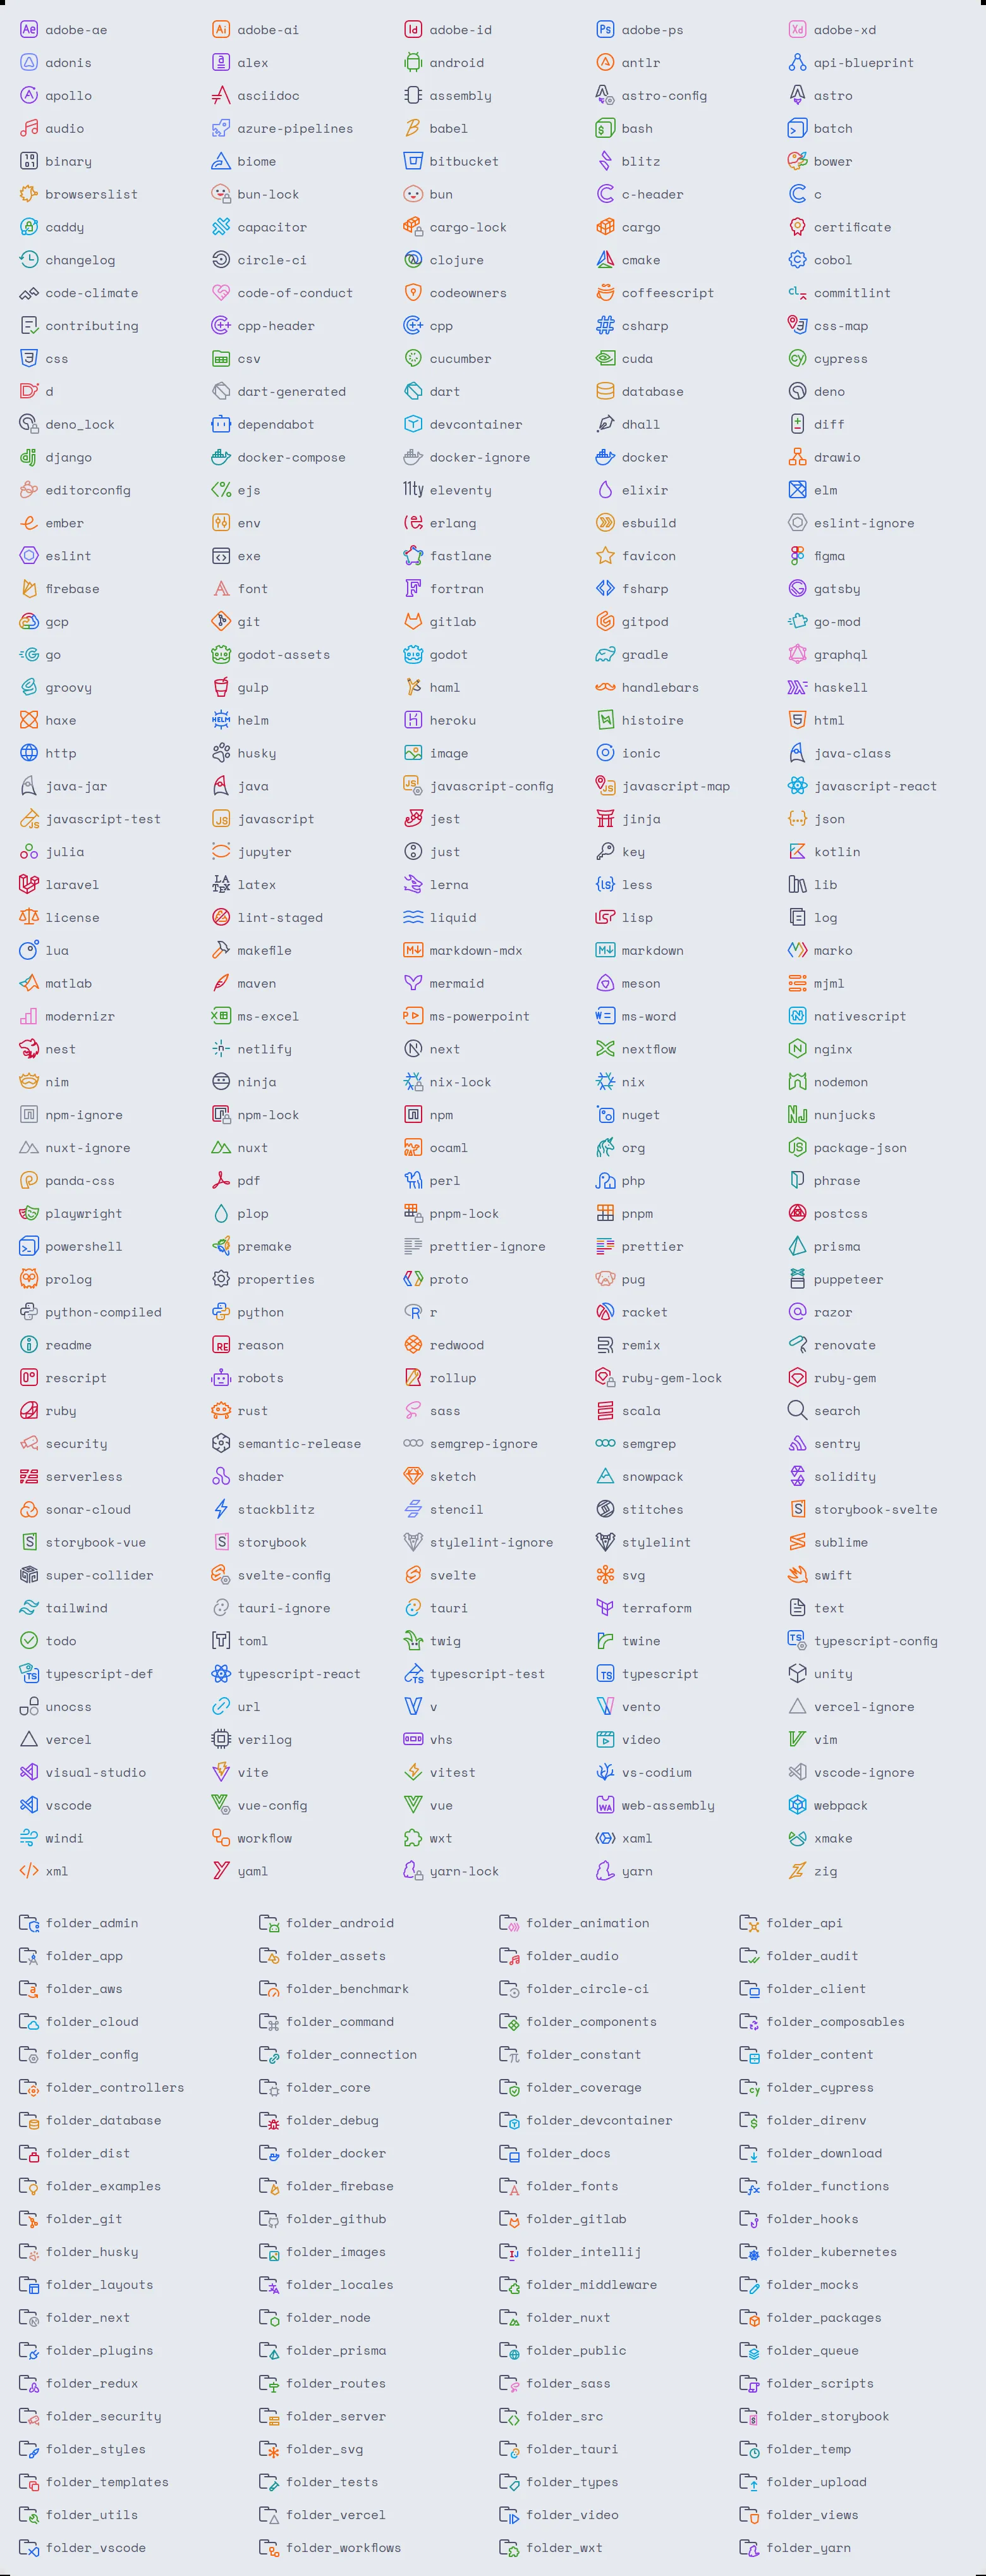 adobe-ae adobe-ai adobe-id adobe-ps adobe-xd
adonis alex android antlr api-blueprint
apollo asciidoc assembly astro-config astro
audio azure-pipelines babel bash batch
binary biome bitbucket blitz bower
browserslist bun-lock bun c-header c
caddy capacitor cargo-lock cargo certificate
changelog circle-ci clojure cmake cobol
code-climate code-of-conduct codeowners coffeescript commitlint
contributing cpp-header cpp csharp css-map
css csv cucumber cuda cypress
d dart-generated dart database deno
deno_lock dependabot devcontainer dhall diff
django docker-compose docker-ignore docker drawio
editorconfig ejs eleventy elixir elm
ember env erlang esbuild eslint-ignore
eslint exe fastlane favicon figma
firebase font fortran fsharp gatsby
gcp git gitlab gitpod go-mod
go godot-assets godot gradle graphql
groovy gulp haml handlebars haskell
haxe helm heroku histoire html
http husky image ionic java-class
java-jar java javascript-config javascript-map javascript-react
javascript-test javascript jest jinja json
julia jupyter just key kotlin
laravel latex lerna less lib
license lint-staged liquid lisp log
lua makefile markdown-mdx markdown marko
matlab maven mermaid meson mjml
modernizr ms-excel ms-powerpoint ms-word nativescript
nest netlify next nextflow nginx
nim ninja nix-lock nix nodemon
npm-ignore npm-lock npm nuget nunjucks
nuxt-ignore nuxt ocaml org package-json
panda-css pdf perl php phrase
playwright plop pnpm-lock pnpm postcss
powershell premake prettier-ignore prettier prisma
prolog properties proto pug puppeteer
python-compiled python r racket razor
readme reason redwood remix renovate
rescript robots rollup ruby-gem-lock ruby-gem
ruby rust sass scala search
security semantic-release semgrep-ignore semgrep sentry
serverless shader sketch snowpack solidity
sonar-cloud stackblitz stencil stitches storybook-svelte
storybook-vue storybook stylelint-ignore stylelint sublime
super-collider svelte-config svelte svg swift
tailwind tauri-ignore tauri terraform text
todo toml twig twine typescript-config
typescript-def typescript-react typescript-test typescript unity
unocss url v vento vercel-ignore
vercel verilog vhs video vim
visual-studio vite vitest vs-codium vscode-ignore
vscode vue-config vue web-assembly webpack
windi workflow wxt xaml xmake
xml yaml yarn-lock yarn zig
folder_admin folder_android folder_animation folder_api
folder_app folder_assets folder_audio folder_audit
folder_aws folder_benchmark folder_circle-ci folder_client
folder_cloud folder_command folder_components folder_composables
folder_config folder_connection folder_constant folder_content
folder_controllers folder_core folder_coverage folder_cypress
folder_database folder_debug folder_devcontainer folder_direnv
folder_dist folder_docker folder_docs folder_download
folder_examples folder_firebase folder_fonts folder_functions
folder_git folder_github folder_gitlab folder_hooks
folder_husky folder_images folder_intellij folder_kubernetes
folder_layouts folder_locales folder_middleware folder_mocks
folder_next folder_node folder_nuxt folder_packages
folder_plugins folder_prisma folder_public folder_queue
folder_redux folder_routes folder_sass folder_scripts
folder_security folder_server folder_src folder_storybook
folder_styles folder_svg folder_tauri folder_temp
folder_templates folder_tests folder_types folder_upload
folder_utils folder_vercel folder_video folder_views
folder_vscode folder_workflows folder_wxt folder_yarn